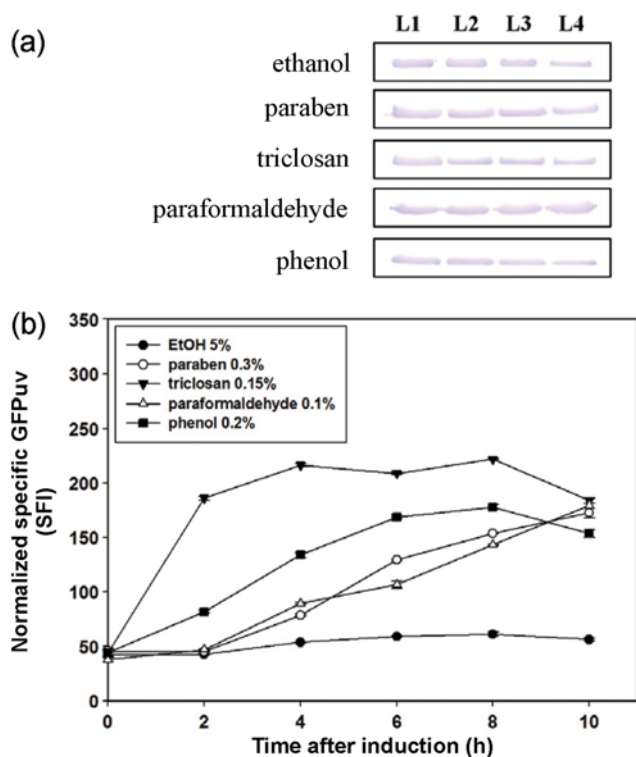 (a)
L1 L2 L3 L4
ethanol
paraben
triclosan
paraformaldehyde
phenol
(b)
Normalized specific GFPuv
(SFI)
350
300
250
200
150
100
50
0
EtOH 5%
paraben 0.3%
triclosan 0.15%
paraformaldehyde 0.1%
phenol 0.2%
0 2 4 6 8 10
Time after induction (h)